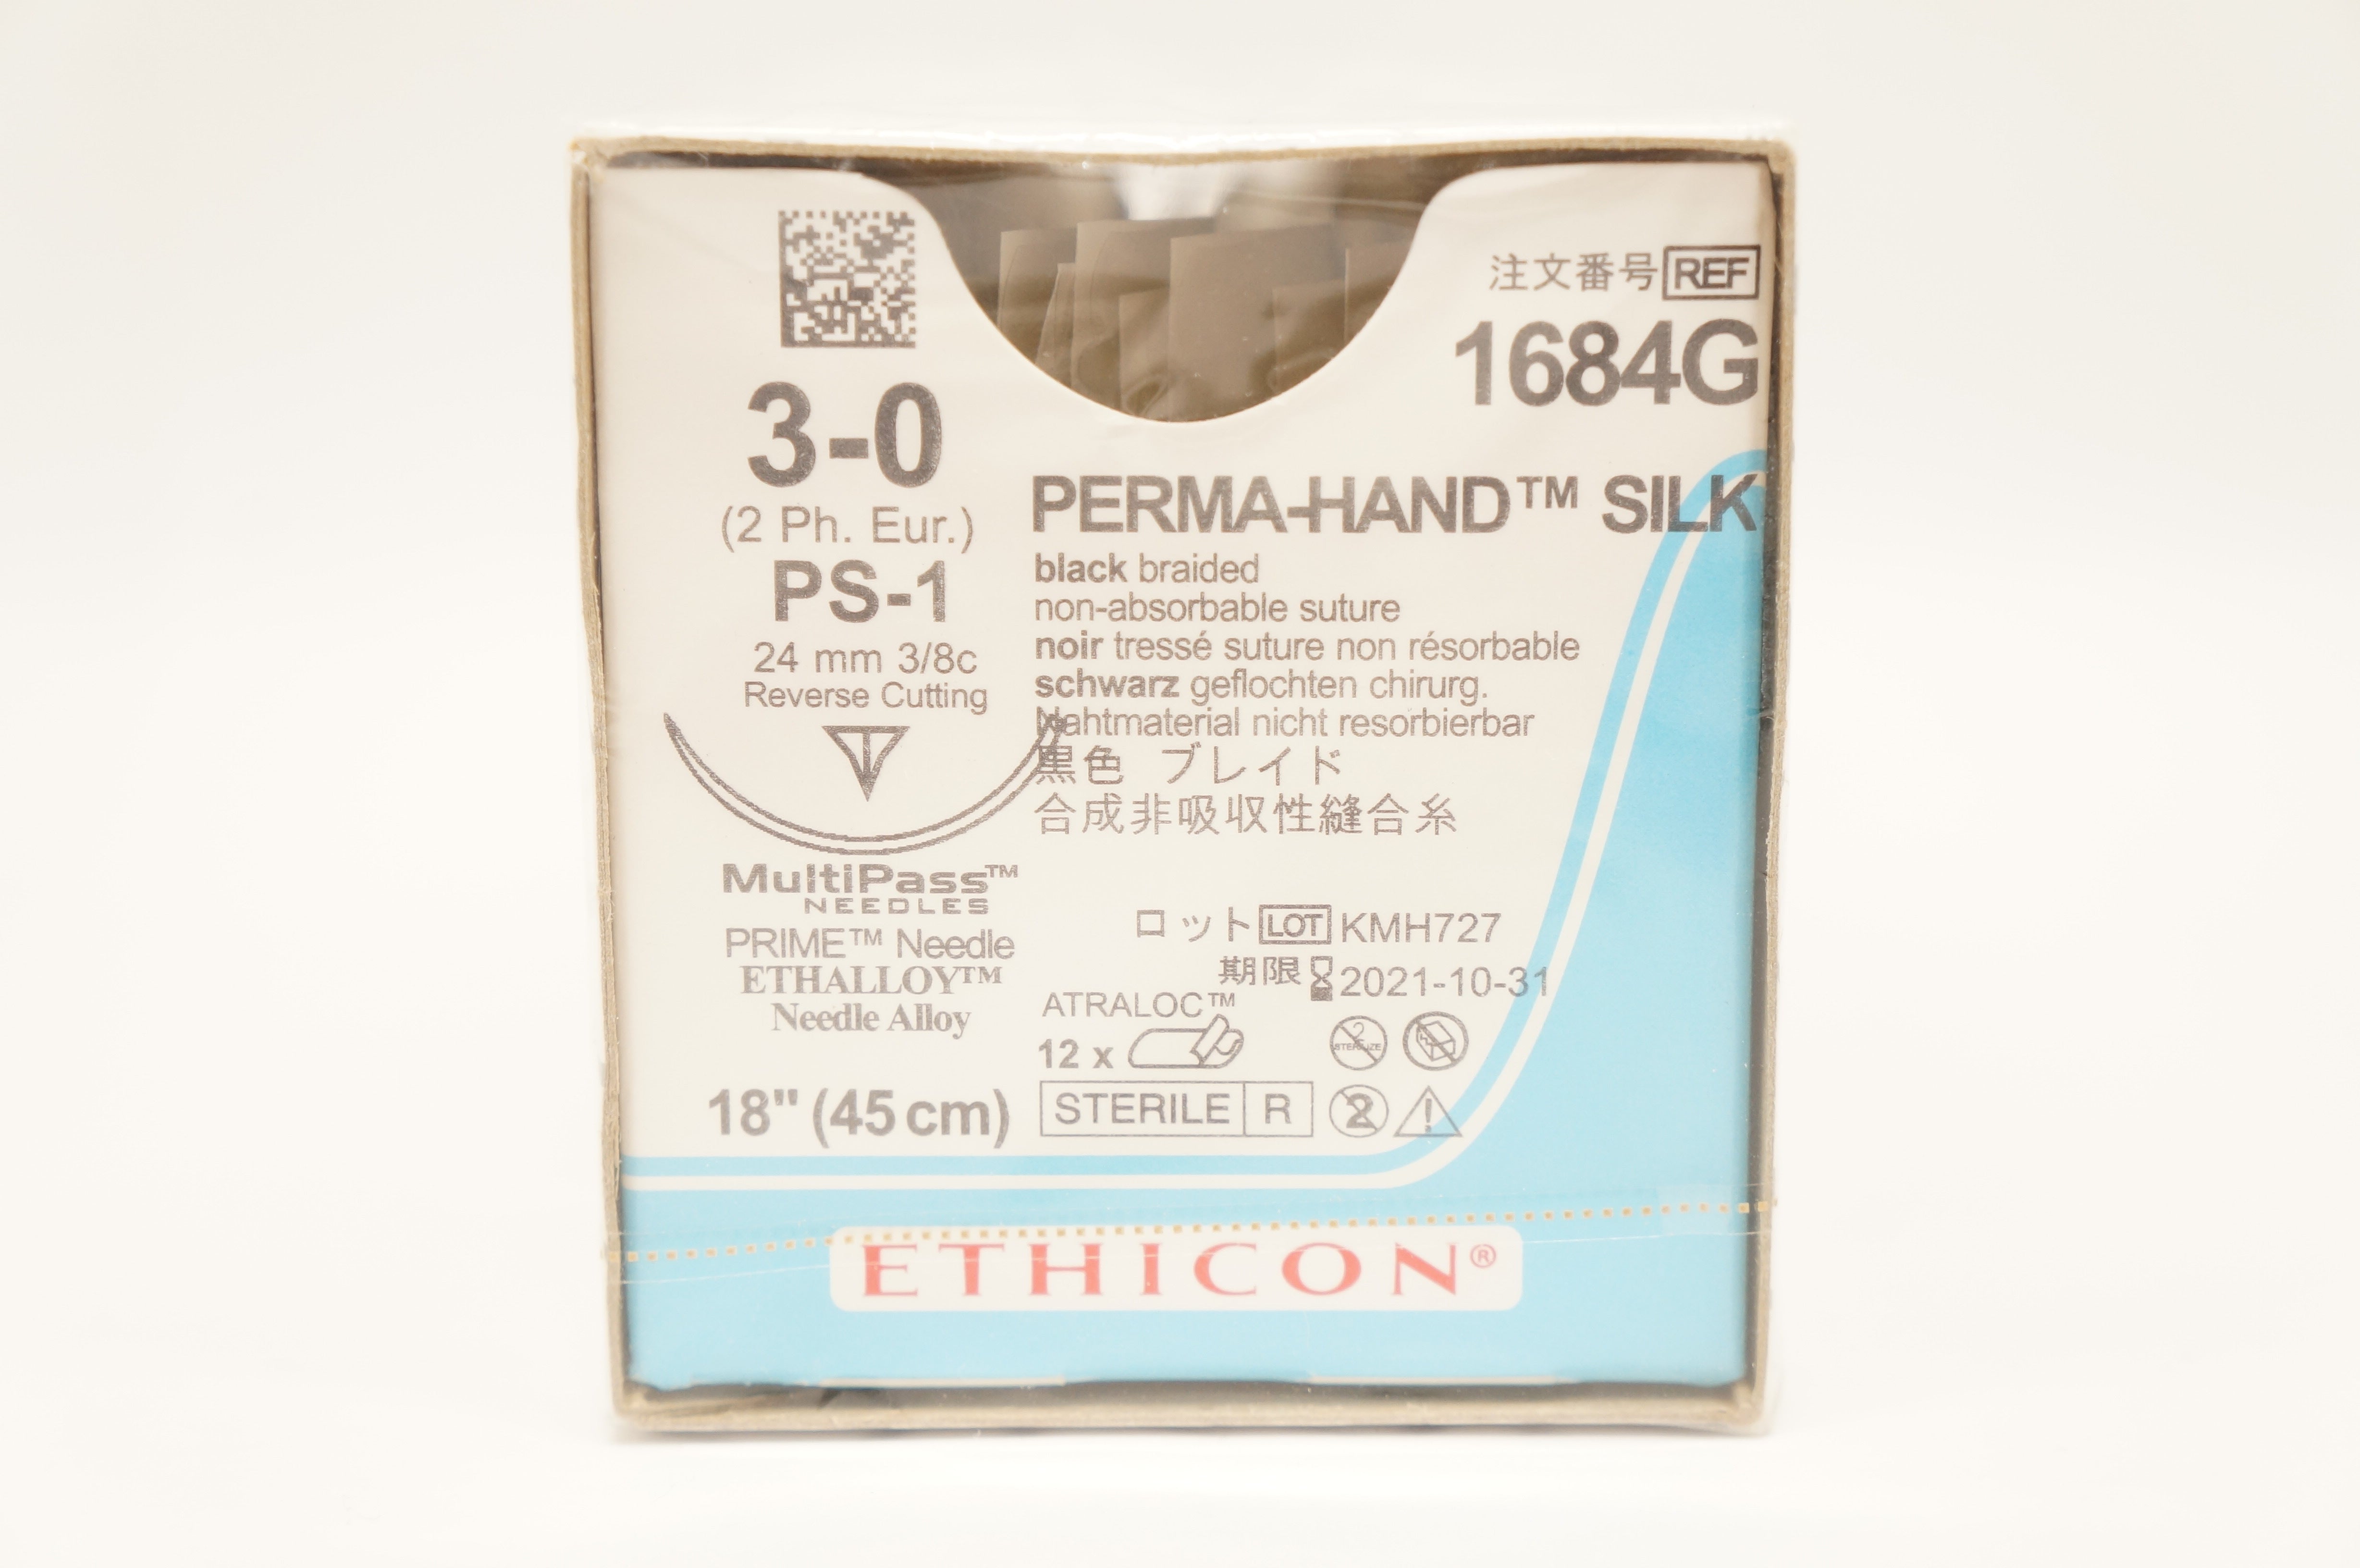 注文番号 REF
1684G
3-0
(2 Ph. Eur.)
PS-1
24 mm 3/8c
Reverse Cutting
MultiPass™
NEEDLES
PRIME™ Needle
ETHALLOY™
Needle Alloy
18" (45 cm)
PERMA-HAND™ SILK
black braided
non-absorbable suture
noir tressé suture non résorbable
schwarz geflochten chirurg.
Nahtmaterial nicht resorbierbar
黒色 ブレイド
合成非吸収性縫合糸
ロット LOT KMH727
期限 2021-10-31
ATRALOC™
12 x
2
STERILIZE
STERILE R
2
!
ETHICON®